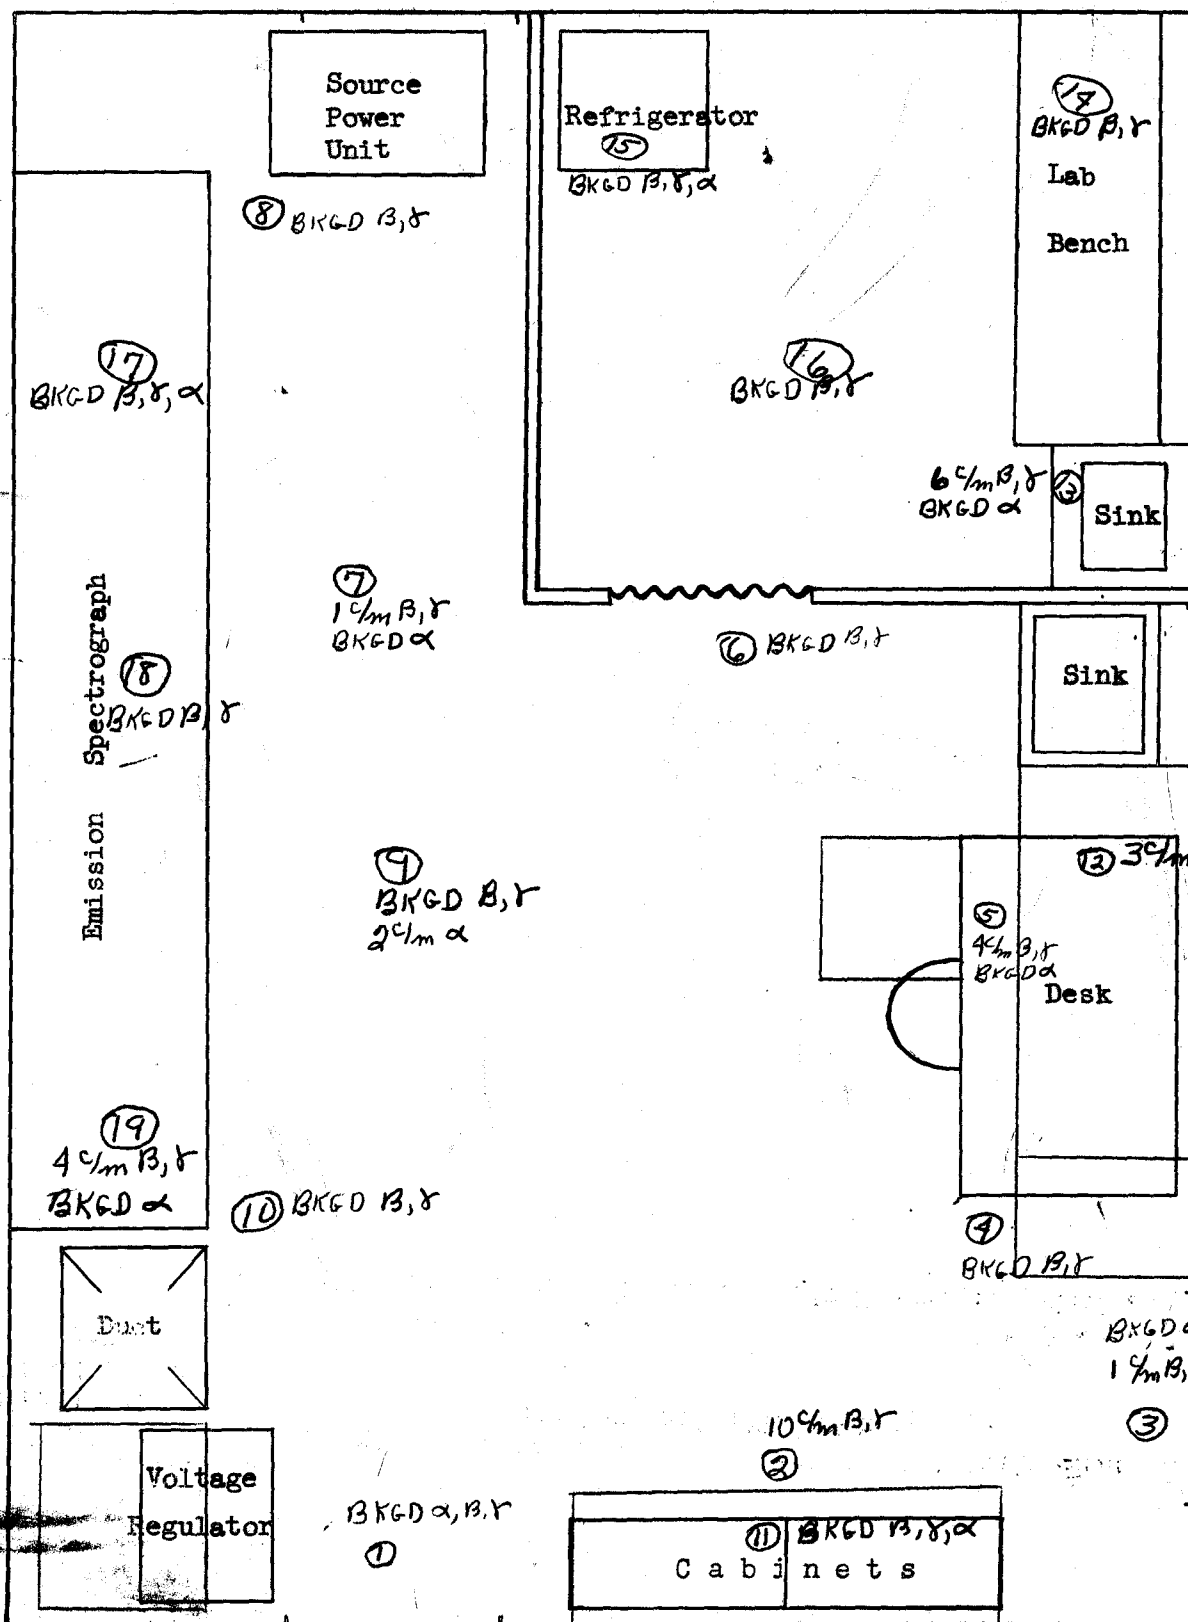 Source
Power
Unit
Refrigerator
15
BKGD β, γ, α
14
BKGD β, γ
Lab
Bench
8 BKGD β, γ
17
BKGD β, γ, α
16
BKGD β, γ
6 c/m β, γ
BKGD α
13
Sink
7
1 c/m β, γ
BKGD α
6 BKGD β, γ
Sink
Emission Spectrograph
18
BKGD β, γ
9
BKGD β, γ
2 c/m α
12 3 c/m
5
4 c/m β, γ
BKGD α
Desk
19
4 c/m β, γ
BKGD α
10 BKGD β, γ
4
BKGD β, γ
Duct
BKGD α
1 c/m β,
3
10 c/m β, γ
2
Voltage
Regulator
BKGD α, β, γ
1
11 BKGD β, γ, α
Cabinets